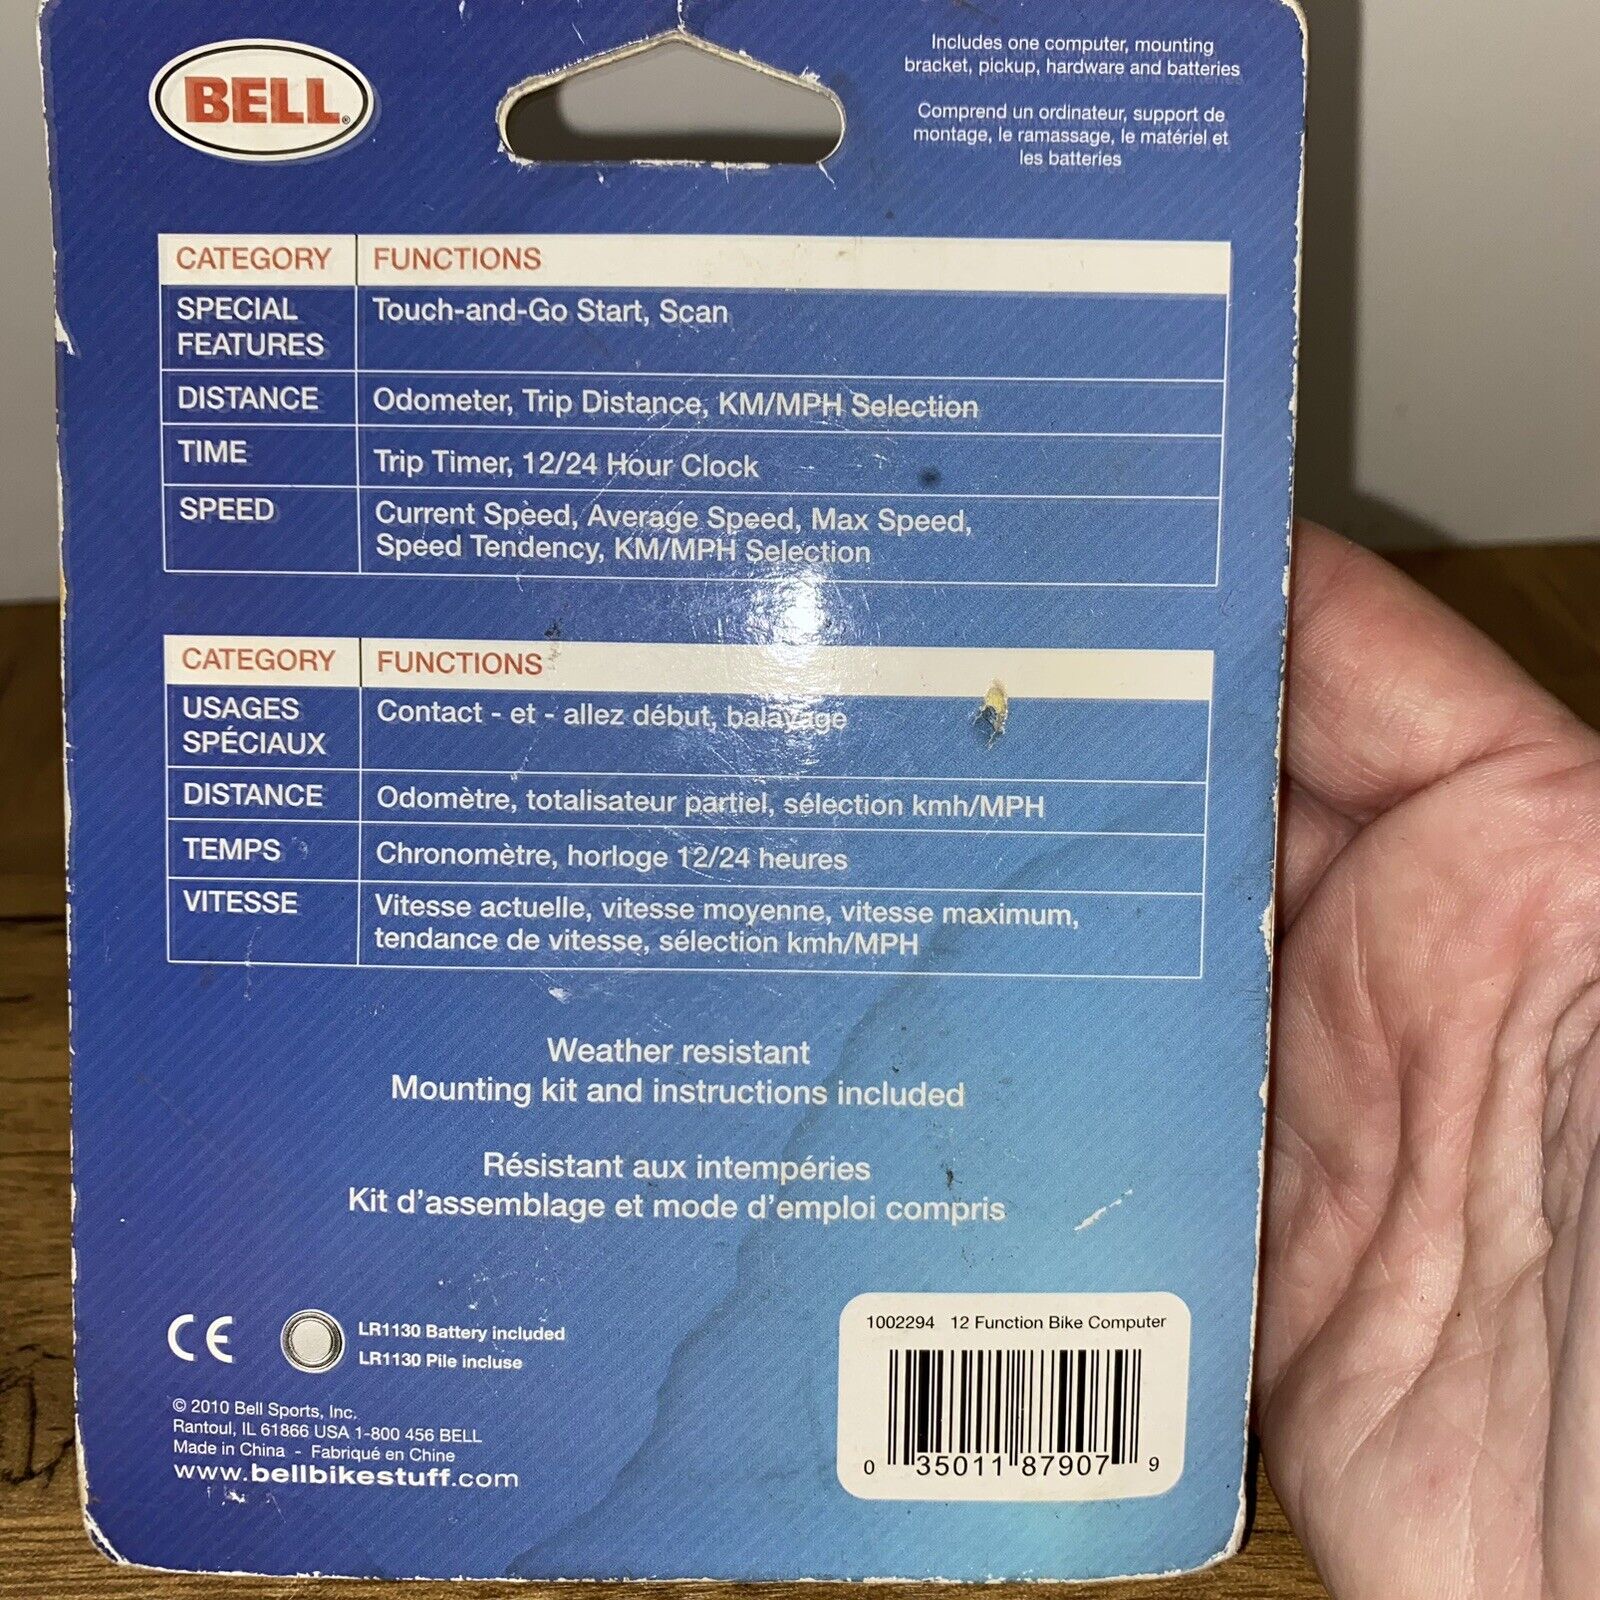 BELL®
Includes one computer, mounting
bracket, pickup, hardware and batteries
Comprend un ordinateur, support de
montage, le ramassage, le matériel et
les batteries
CATEGORY FUNCTIONS
SPECIAL
FEATURES
Touch-and-Go Start, Scan
DISTANCE
Odometer, Trip Distance, KM/MPH Selection
TIME
Trip Timer, 12/24 Hour Clock
SPEED
Current Speed, Average Speed, Max Speed,
Speed Tendency, KM/MPH Selection
CATEGORY FUNCTIONS
USAGES
SPÉCIAUX
Contact - et - allez début, balayage
DISTANCE
Odomètre, totalisateur partiel, sélection kmh/MPH
TEMPS
Chronomètre, horloge 12/24 heures
VITESSE
Vitesse actuelle, vitesse moyenne, vitesse maximum,
tendance de vitesse, sélection kmh/MPH
Weather resistant
Mounting kit and instructions included
Résistant aux intempéries
Kit d'assemblage et mode d'emploi compris
CE
LR1130 Battery included
LR1130 Pile incluse
© 2010 Bell Sports, Inc.
Rantoul, IL 61866 USA 1-800 456 BELL
Made in China - Fabriqué en Chine
www.bellbikestuff.com
1002294 12 Function Bike Computer
0 35011 87907 9